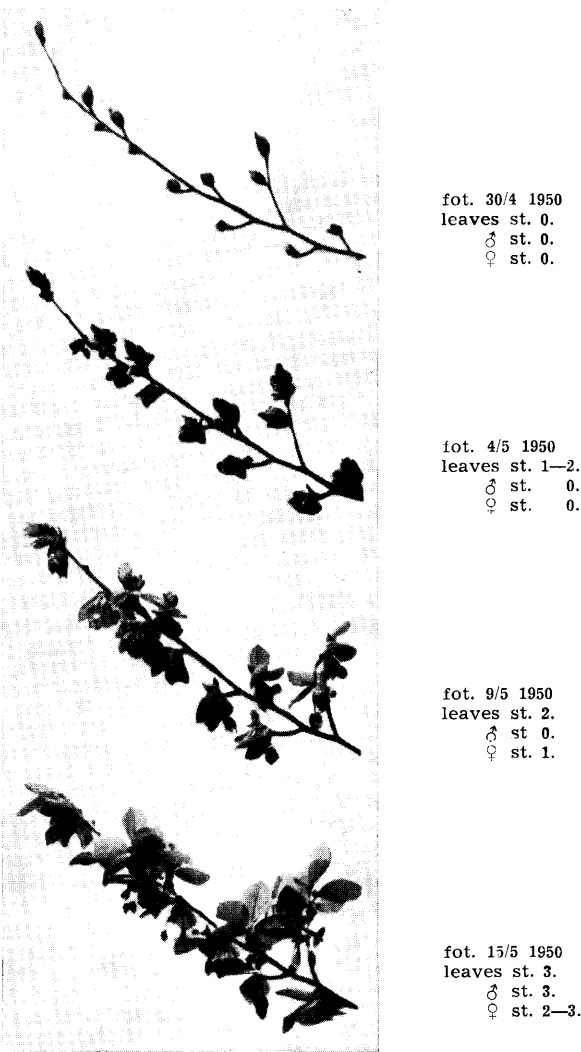 fot. 30/4 1950
leaves st. 0.
♂ st. 0.
♀ st. 0.
fot. 4/5 1950
leaves st. 1—2.
♂ st. 0.
♀ st. 0.
fot. 9/5 1950
leaves st. 2.
♂ st 0.
♀ st. 1.
fot. 15/5 1950
leaves st. 3.
♂ st. 3.
♀ st. 2—3.